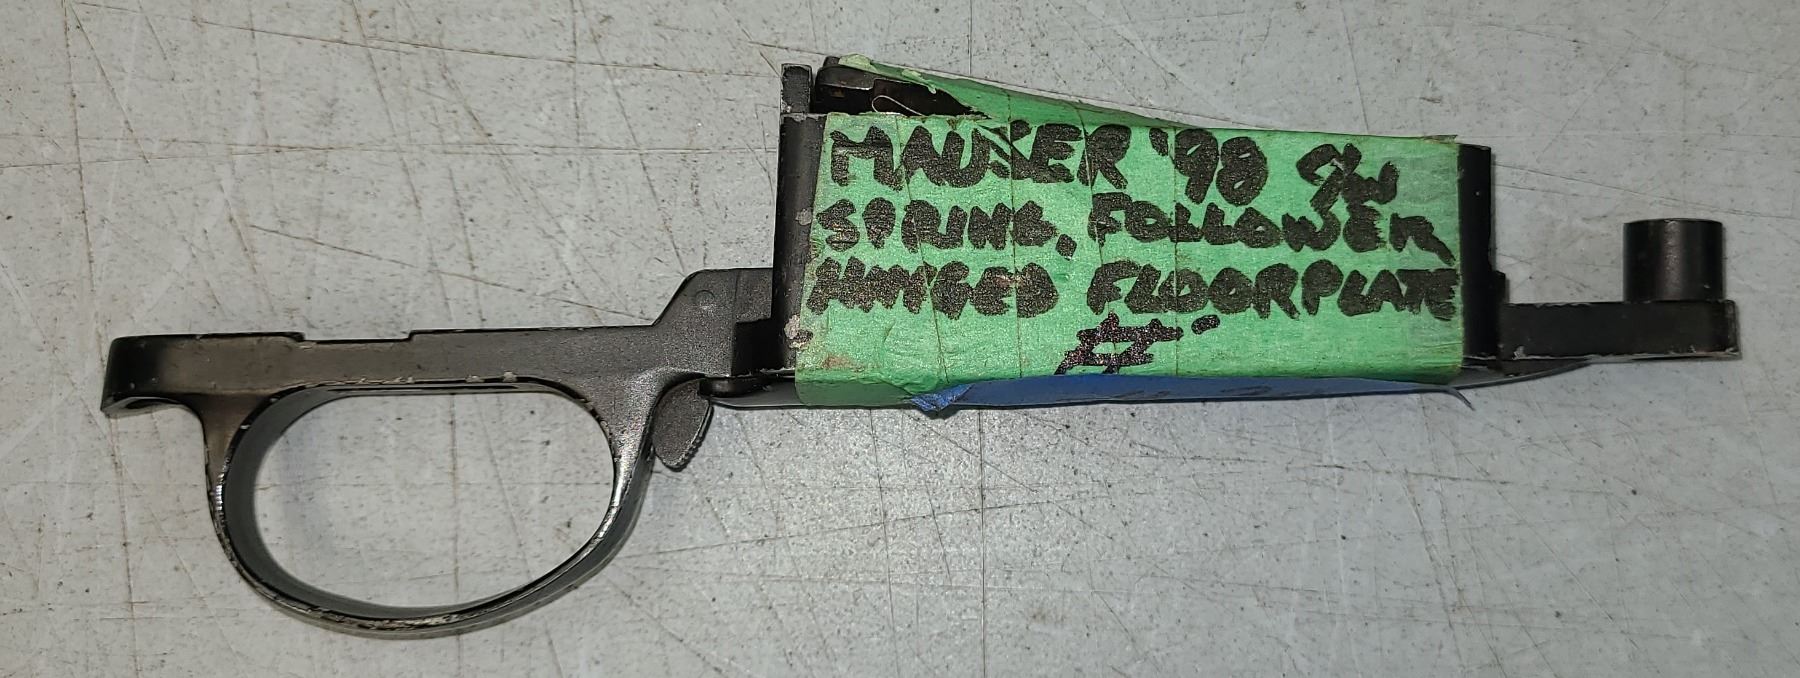 MAUSER '98 C/W
SPRING, FOLLOWER
HINGED FLOORPLATE
#